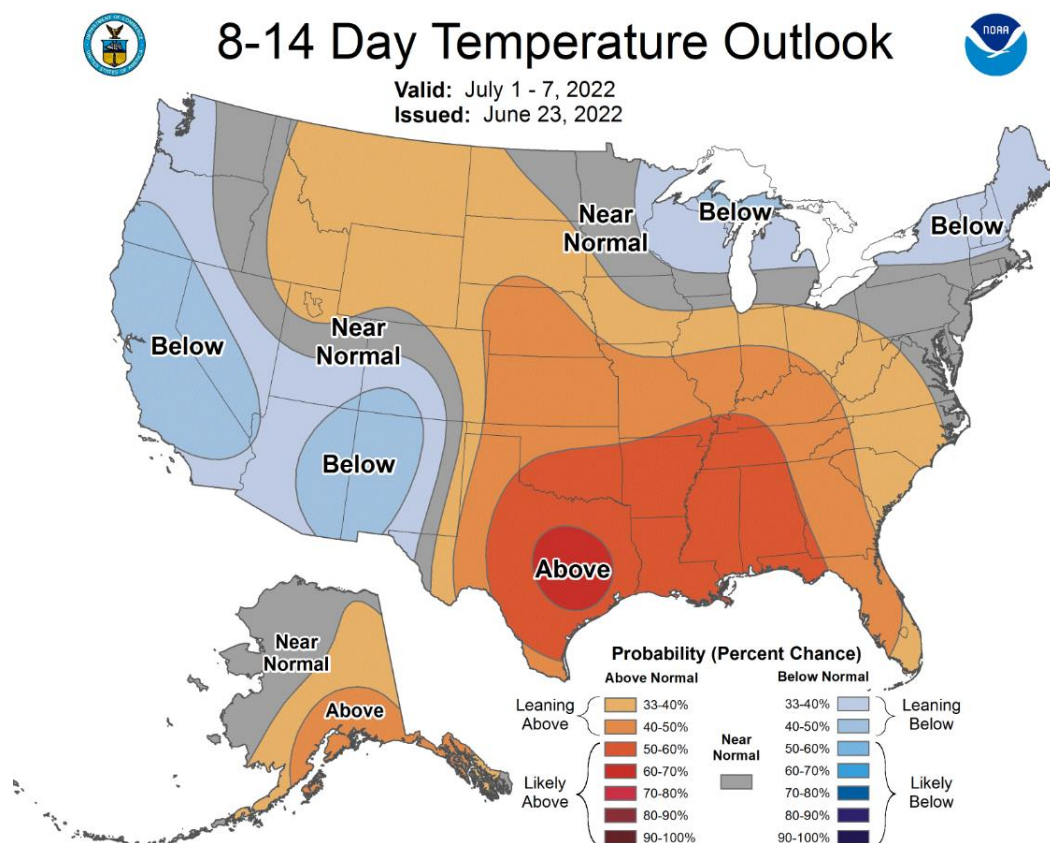 8-14 Day Temperature Outlook
NOAA
Valid: July 1 - 7, 2022
Issued: June 23, 2022
Near
Normal
Below
Below
Below
Near
Normal
Below
Above
Near
Normal
Above
Probability (Percent Chance)
Above Normal
Below Normal
Leaning
Above
33-40%
40-50%
Likely
Above
50-60%
60-70%
70-80%
80-90%
90-100%
Near
Normal
33-40%
40-50%
Leaning
Below
50-60%
60-70%
70-80%
80-90%
90-100%
Likely
Below